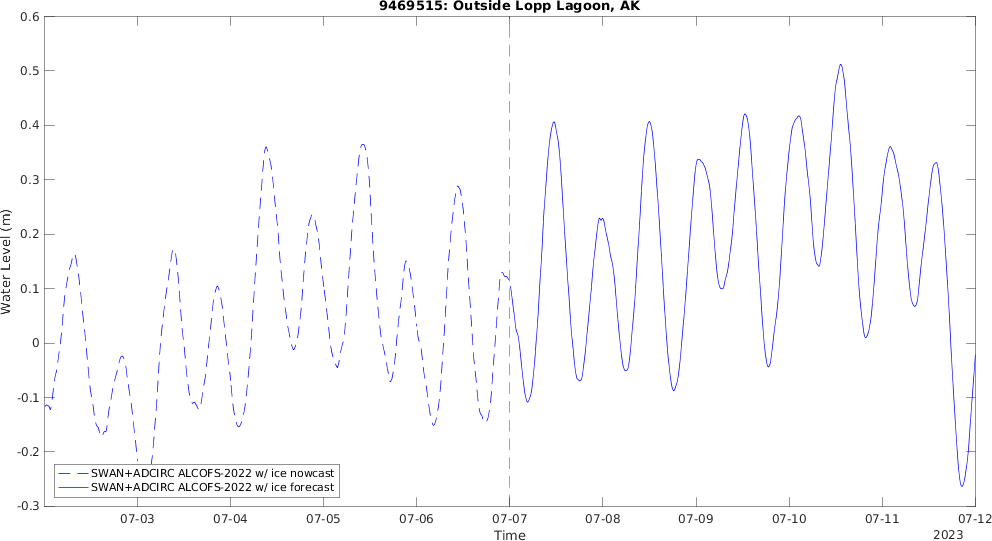 9469515: Outside Lopp Lagoon, AK
0.6
0.5
0.4
0.3
0.2
0.1
0
-0.1
-0.2
-0.3
Water Level (m)
SWAN+ADCIRC ALCOFS-2022 w/ ice nowcast
SWAN+ADCIRC ALCOFS-2022 w/ ice forecast
07-03 07-04 07-05 07-06 07-07 07-08 07-09 07-10 07-11 07-12
Time
2023